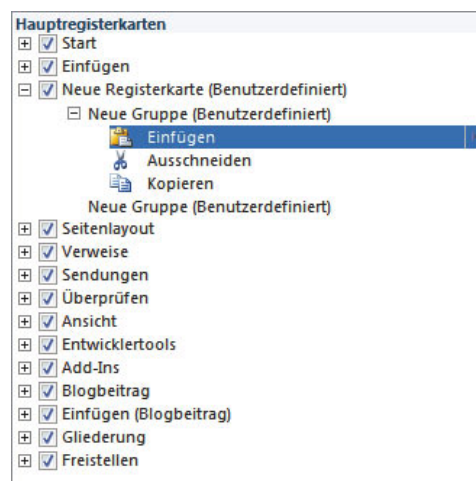 Hauptregisterkarten
Start
Einfügen
Neue Registerkarte (Benutzerdefiniert)
Neue Gruppe (Benutzerdefiniert)
Einfügen
Ausschneiden
Kopieren
Neue Gruppe (Benutzerdefiniert)
Seitenlayout
Verweise
Sendungen
Überprüfen
Ansicht
Entwicklertools
Add-Ins
Blogbeitrag
Einfügen (Blogbeitrag)
Gliederung
Freistellen